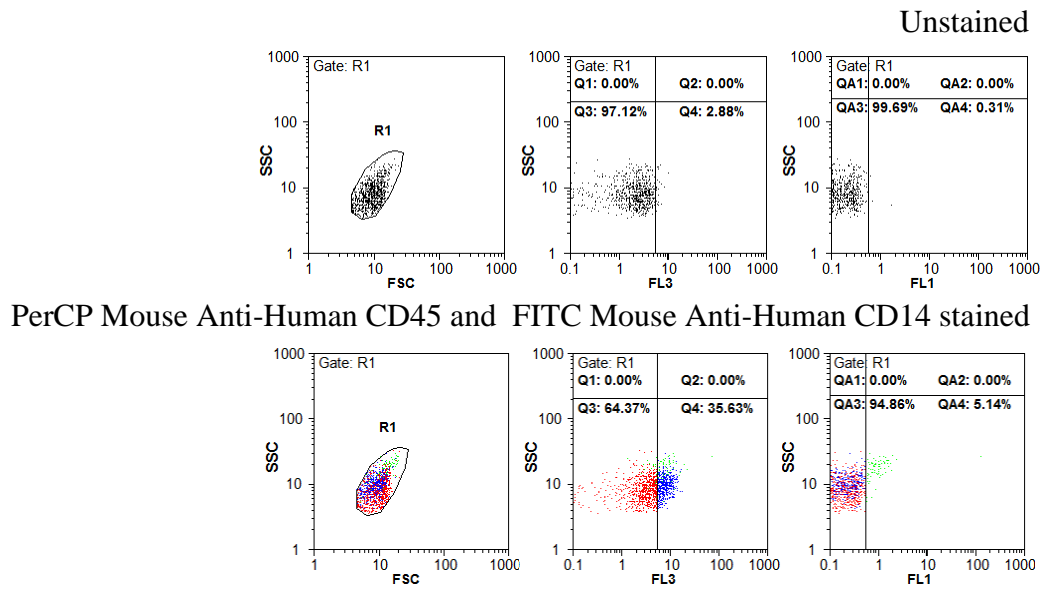 Unstained
1000
100
10
1
SSC
Gate: R1
R1
1 10 100 1000
FSC
1000
100
10
1
SSC
Gate: R1
Q1: 0.00% Q2: 0.00%
Q3: 97.12% Q4: 2.88%
0.1 1 10 100 1000
FL3
1000
100
10
1
SSC
Gate: R1
QA1: 0.00% QA2: 0.00%
QA3: 99.69% QA4: 0.31%
0.1 1 10 100 1000
FL1
PerCP Mouse Anti-Human CD45 and FITC Mouse Anti-Human CD14 stained
1000
100
10
1
SSC
Gate: R1
R1
1 10 100 1000
FSC
1000
100
10
1
SSC
Gate: R1
Q1: 0.00% Q2: 0.00%
Q3: 64.37% Q4: 35.63%
0.1 1 10 100 1000
FL3
1000
100
10
1
SSC
Gate: R1
QA1: 0.00% QA2: 0.00%
QA3: 94.86% QA4: 5.14%
0.1 1 10 100 1000
FL1